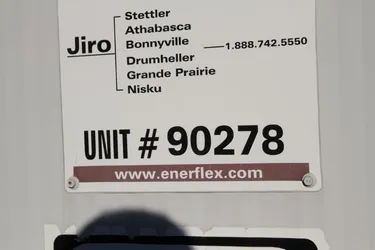 Stettler
Athabasca
Jiro Bonnyville 1.888.742.5550
Drumheller
Grande Prairie
Nisku
UNIT # 90278
www.enerflex.com